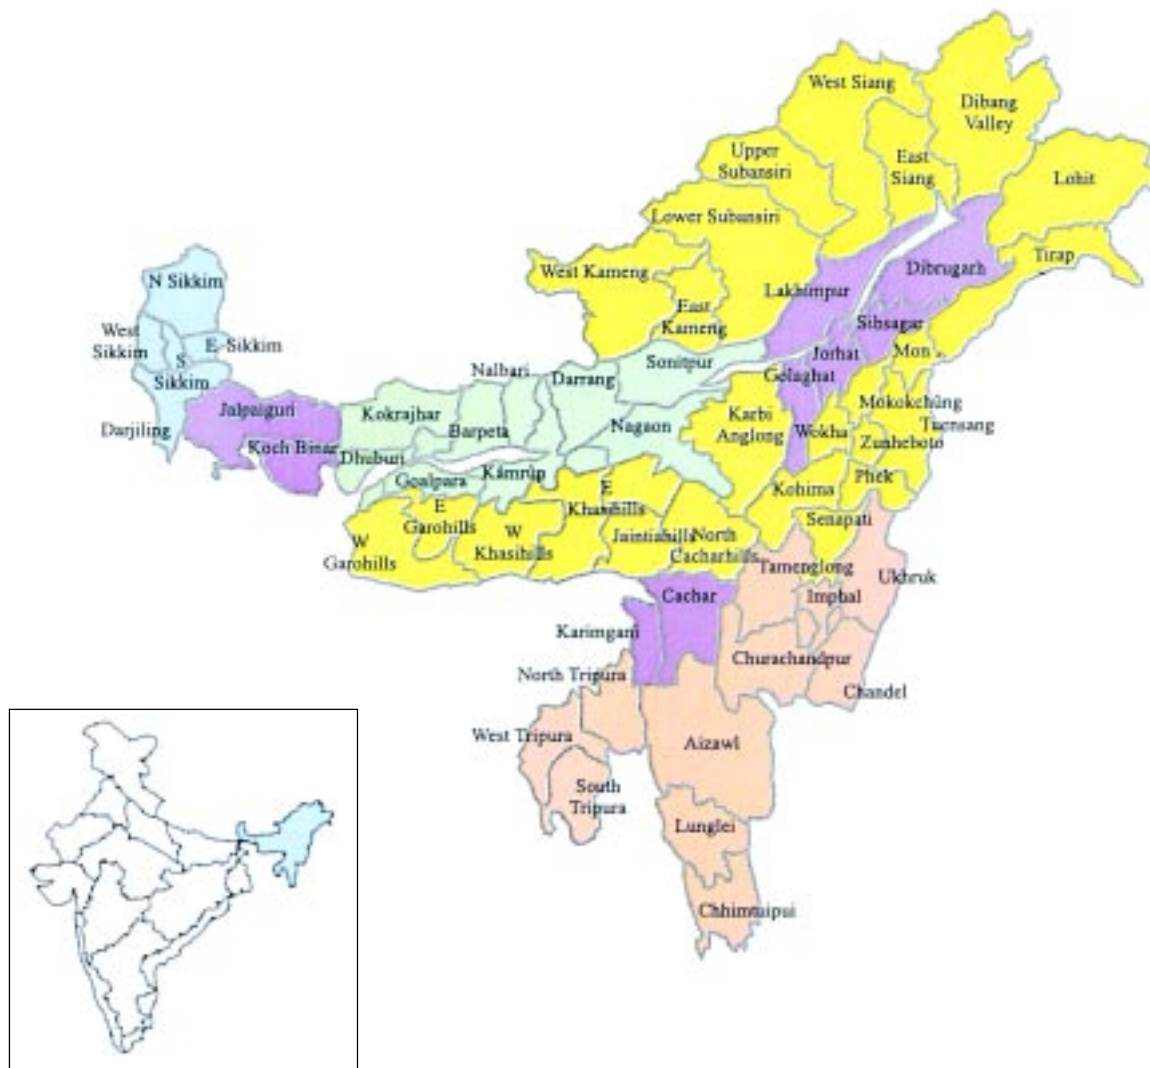 West Siang
Dibang
Valley
Upper
Subansiri
East
Siang
Lohit
Lower Subansiri
Tirap
West Kameng
Dibrugarh
N Sikkim
Lakhimpur
East
Kameng
West
Sikkim
E Sikkim
S
Sikkim
Sibsagar
Jorhat
Mon
Sonitpur
Nalbari
Darrang
Golaghat
Jalpaiguri
Kokrajhar
Karbi
Anglong
Mokokchung
Tuensang
Darjiling
Barpeta
Nagaon
Wokha
Zunheboto
Koch Binar
Dhuburi
Goalpara
Kamrup
Kohima
Phek
E
Khasihills
E
Garohills
W
Khasihills
Jaintiahills
North
Cacharhills
Senapati
W
Garohills
Tamenglong
Ukhruk
Cachar
Imphal
Karimganj
Churachandpur
North Tripura
Chandel
West Tripura
Aizawl
South
Tripura
Lunglei
Chhimtuipui